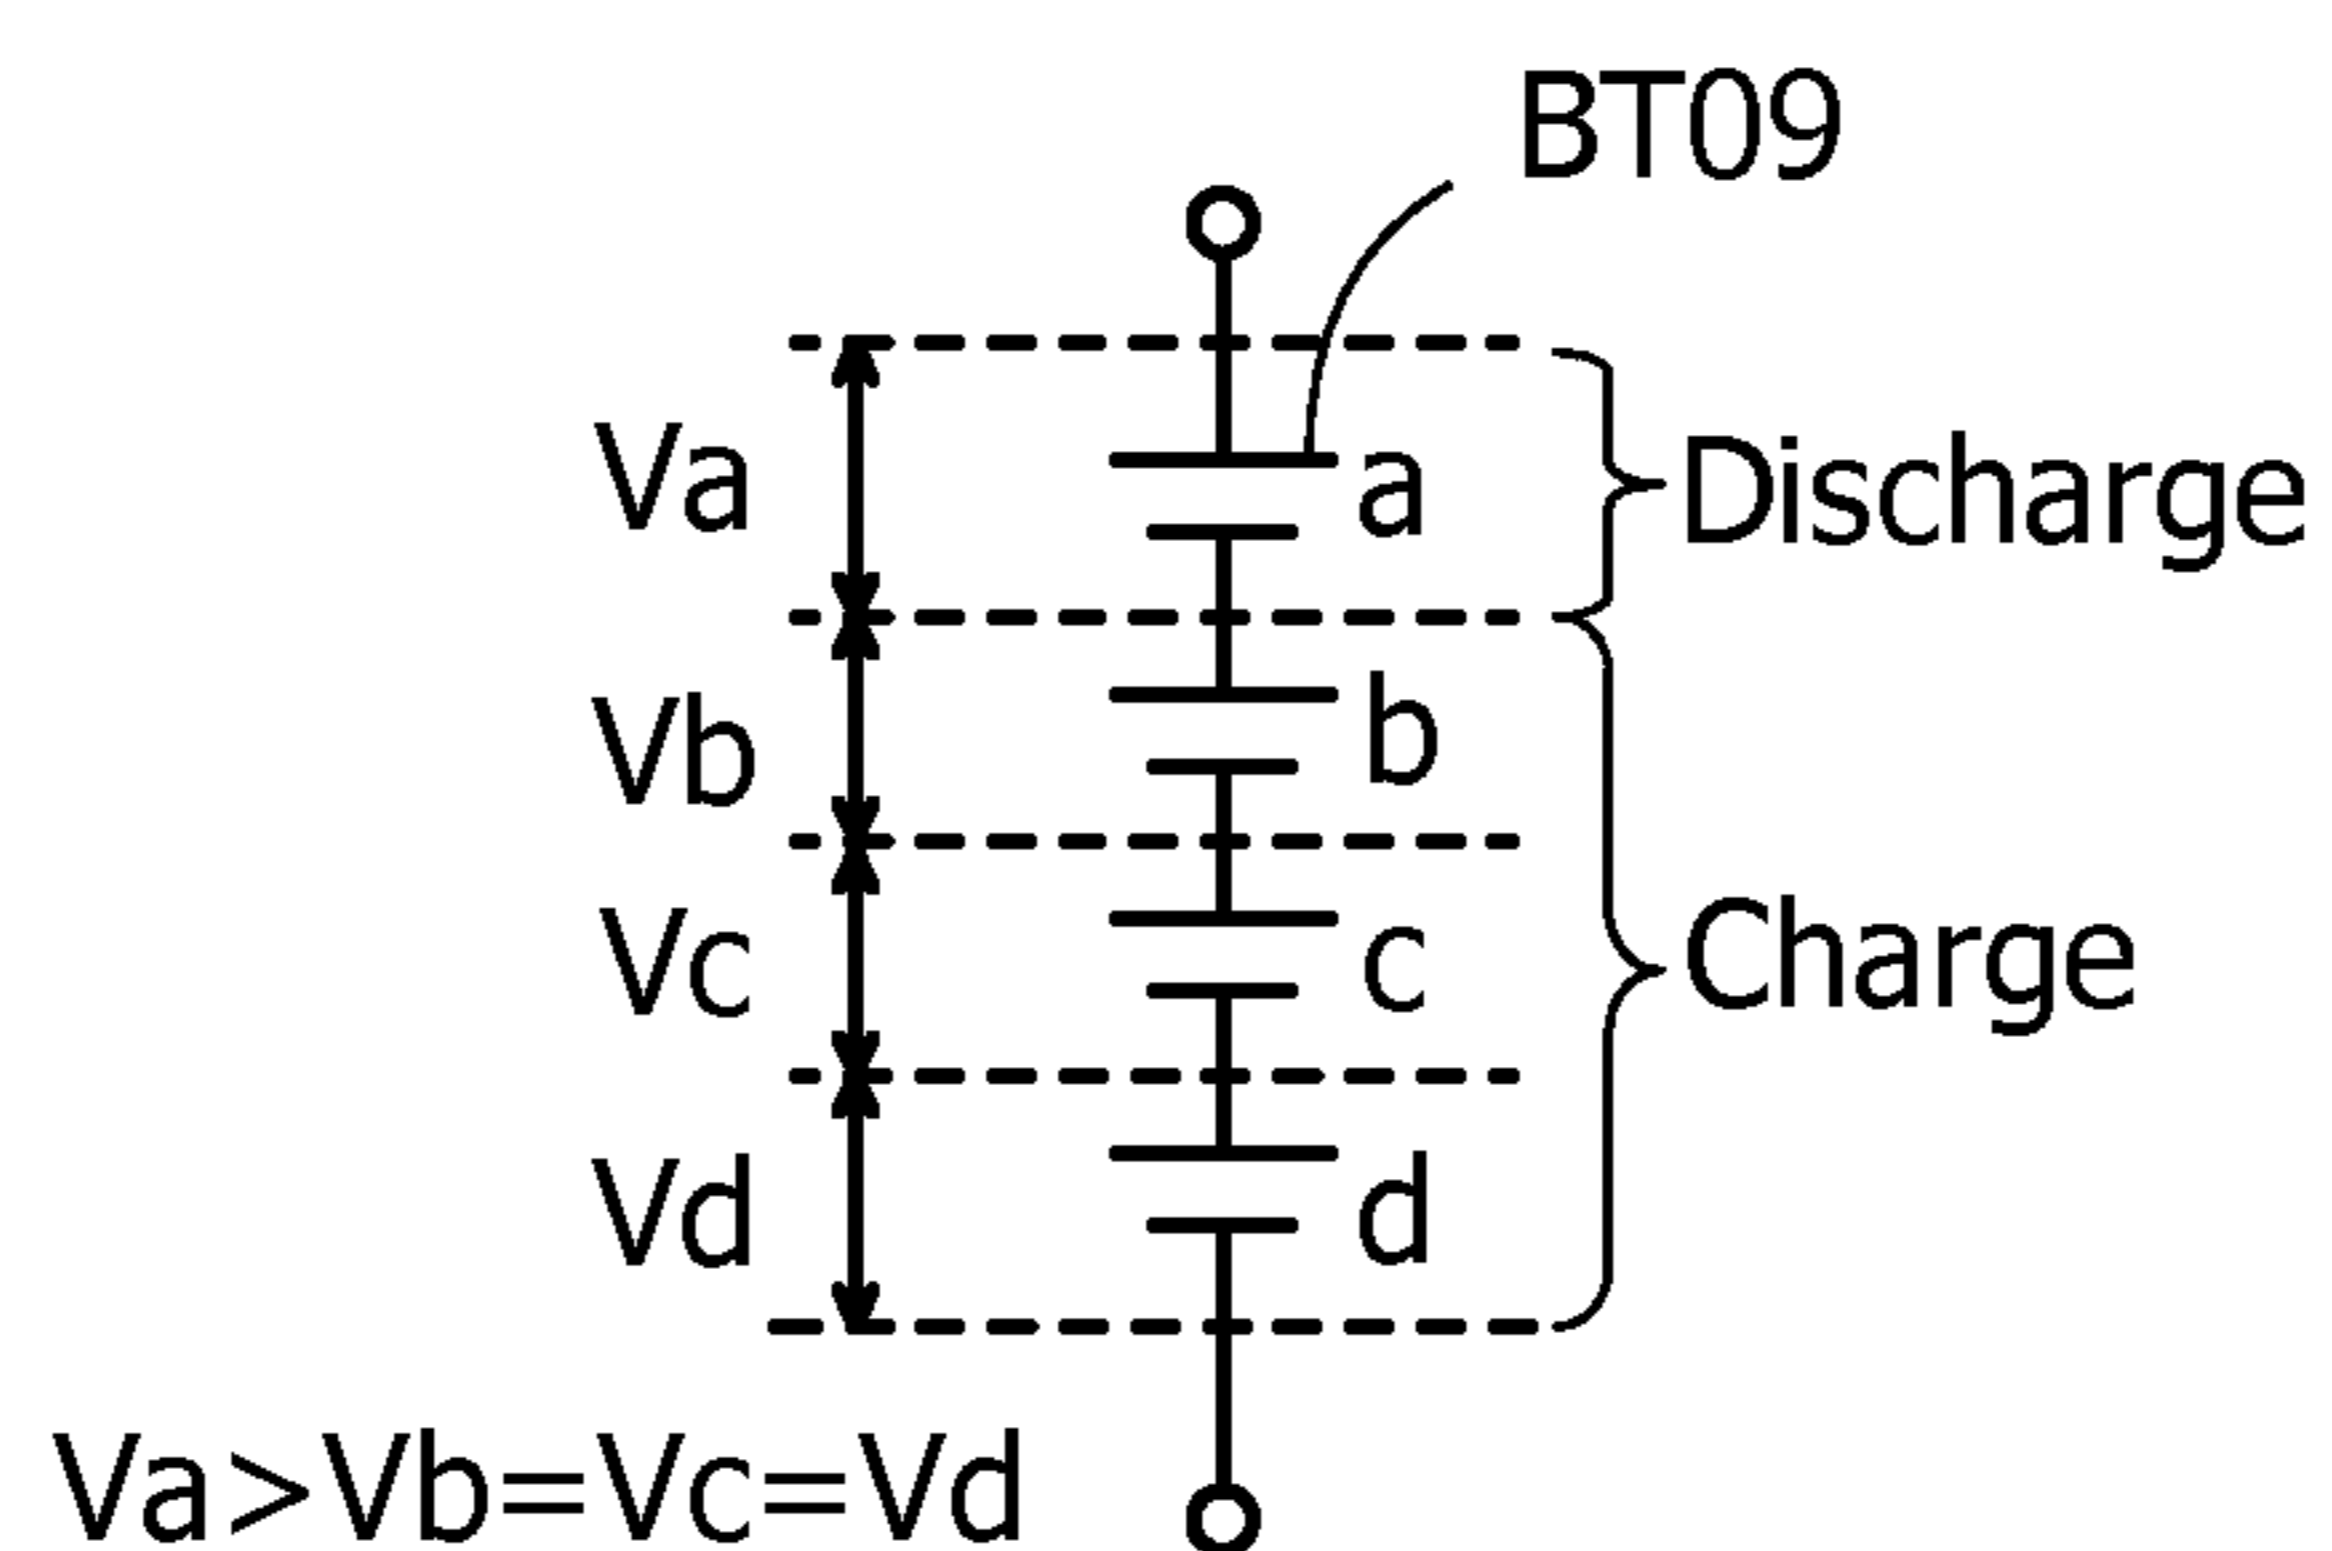 BT09
Va
a
Discharge
Vb
b
Vc
c
Charge
Vd
d
Va>Vb=Vc=Vd